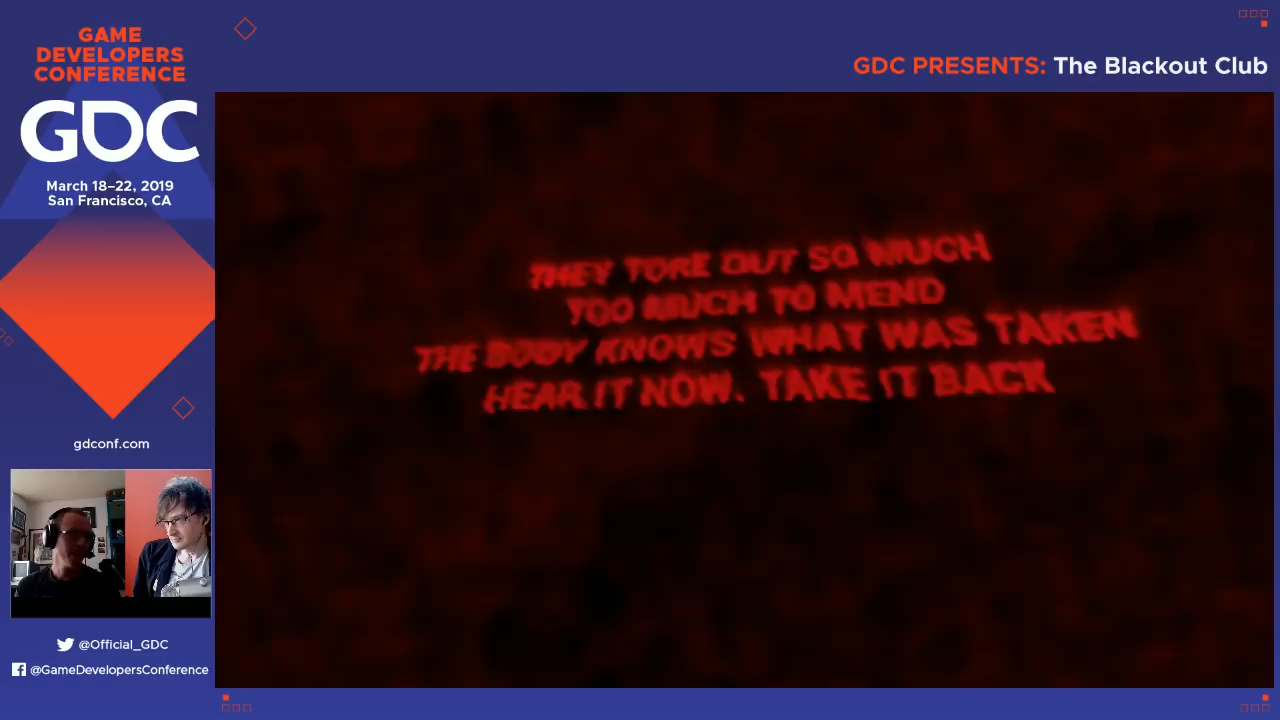 GAME
DEVELOPERS
CONFERENCE
GDC
March 18–22, 2019
San Francisco, CA
gdconf.com
@Official_GDC
@GameDevelopersConference
GDC PRESENTS: The Blackout Club
THEY TORE OUT SO MUCH
TOO MUCH TO MEND
THE BODY KNOWS WHAT WAS TAKEN
HEAR IT NOW. TAKE IT BACK